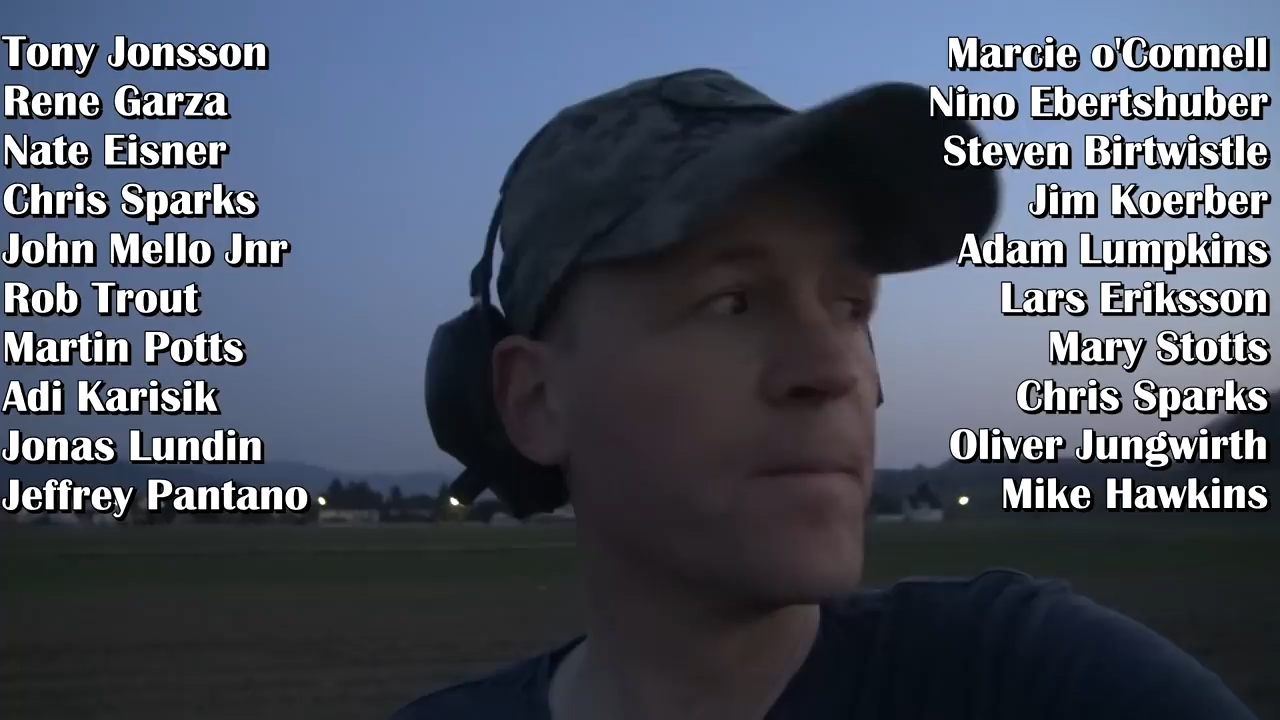 Tony Jonsson
Rene Garza
Nate Eisner
Chris Sparks
John Mello Jnr
Rob Trout
Martin Potts
Adi Karisik
Jonas Lundin
Jeffrey Pantano
Marcie o'Connell
Nino Ebertshuber
Steven Birtwistle
Jim Koerber
Adam Lumpkins
Lars Eriksson
Mary Stotts
Chris Sparks
Oliver Jungwirth
Mike Hawkins